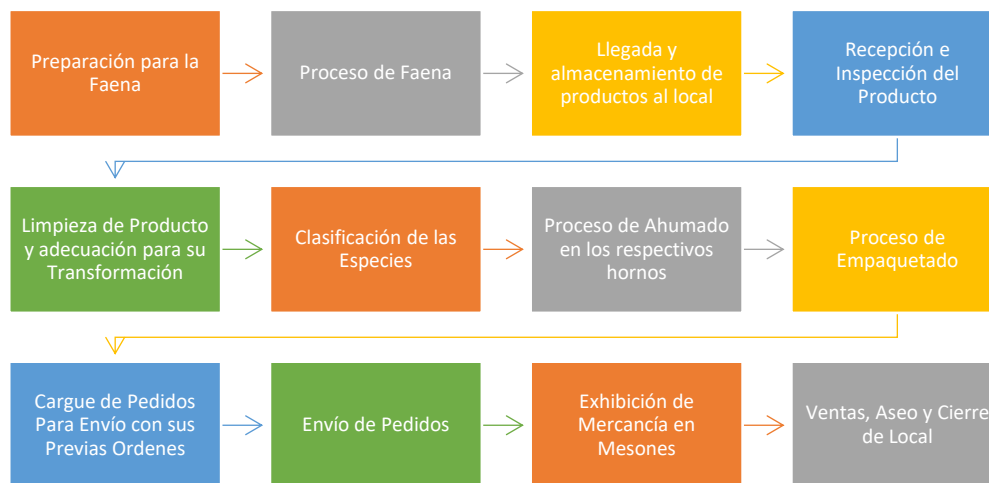 Preparación para la
Faena
Proceso de Faena
Llegada y
almacenamiento de
productos al local
Recepción e
Inspección del
Producto
Limpieza de Producto
y adecuación para su
Transformación
Clasificación de las
Especies
Proceso de Ahumado
en los respectivos
hornos
Proceso de
Empaquetado
Cargue de Pedidos
Para Envío con sus
Previas Ordenes
Envío de Pedidos
Exhibición de
Mercancía en
Mesones
Ventas, Aseo y Cierre
de Local